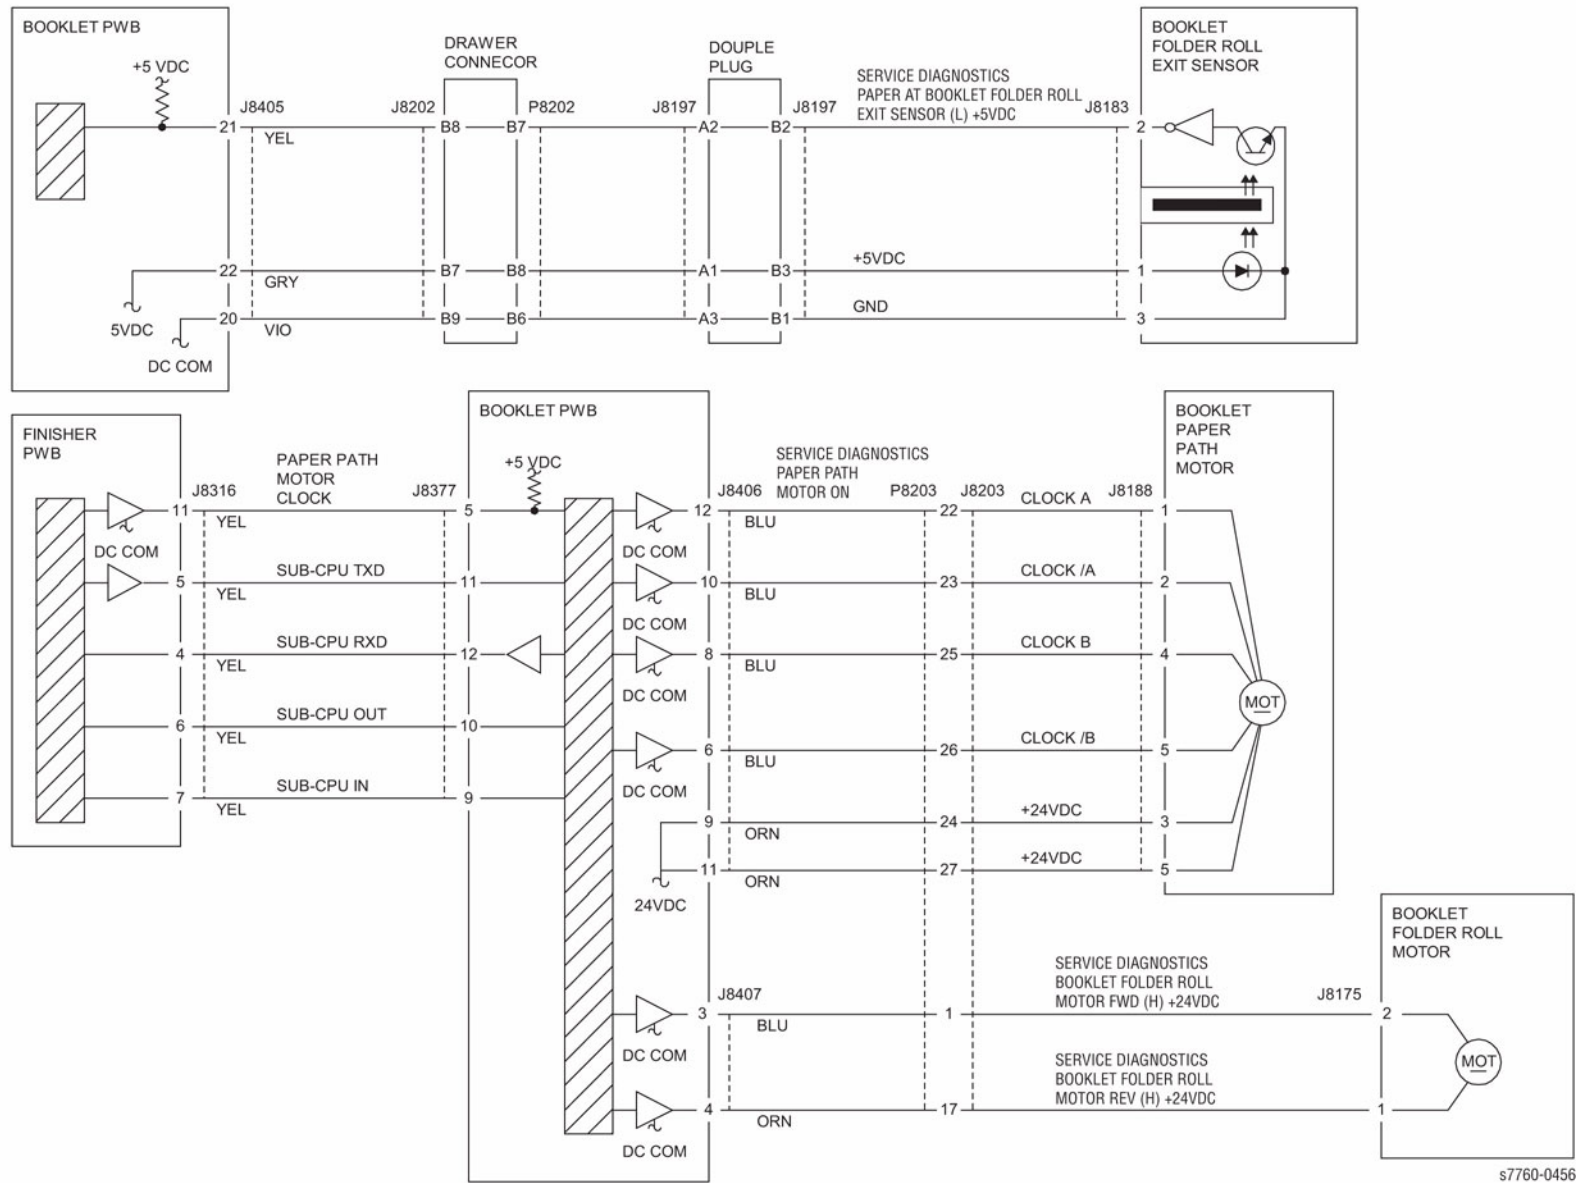 BOOKLET PWB
+5 VDC
J8405
21
YEL
22
GRY
5VDC
20
VIO
DC COM
DRAWER
CONNECOR
J8202
P8202
B8
B7
B7
B8
B9
B6
DOUPLE
PLUG
J8197
J8197
A2
B2
A1
B3
A3
B1
SERVICE DIAGNOSTICS
PAPER AT BOOKLET FOLDER ROLL
EXIT SENSOR (L) +5VDC
+5VDC
GND
J8183
BOOKLET
FOLDER ROLL
EXIT SENSOR
2
1
3
FINISHER
PWB
DC COM
J8316
11
YEL
5
YEL
4
YEL
6
YEL
7
YEL
PAPER PATH
MOTOR
CLOCK
SUB-CPU TXD
SUB-CPU RXD
SUB-CPU OUT
SUB-CPU IN
J8377
5
11
12
10
9
BOOKLET PWB
+5 VDC
DC COM
DC COM
DC COM
DC COM
24VDC
DC COM
DC COM
J8406
12
BLU
10
BLU
8
BLU
6
BLU
9
ORN
11
ORN
J8407
3
BLU
4
ORN
SERVICE DIAGNOSTICS
PAPER PATH
MOTOR ON
P8203
J8203
22
23
25
26
24
27
1
17
CLOCK A
CLOCK /A
CLOCK B
CLOCK /B
+24VDC
+24VDC
J8188
1
2
4
5
3
5
BOOKLET
PAPER
PATH
MOTOR
MOT
SERVICE DIAGNOSTICS
BOOKLET FOLDER ROLL
MOTOR FWD (H) +24VDC
SERVICE DIAGNOSTICS
BOOKLET FOLDER ROLL
MOTOR REV (H) +24VDC
J8175
2
1
BOOKLET
FOLDER ROLL
MOTOR
MOT
s7760-0456